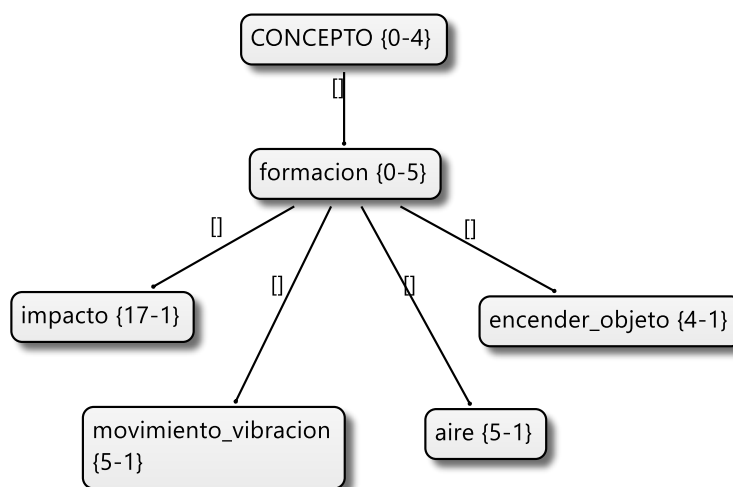 CONCEPTO {0-4}
[]
formacion {0-5}
[]
[]
[]
[]
impacto {17-1}
encender_objeto {4-1}
movimiento_vibracion
{5-1}
aire {5-1}